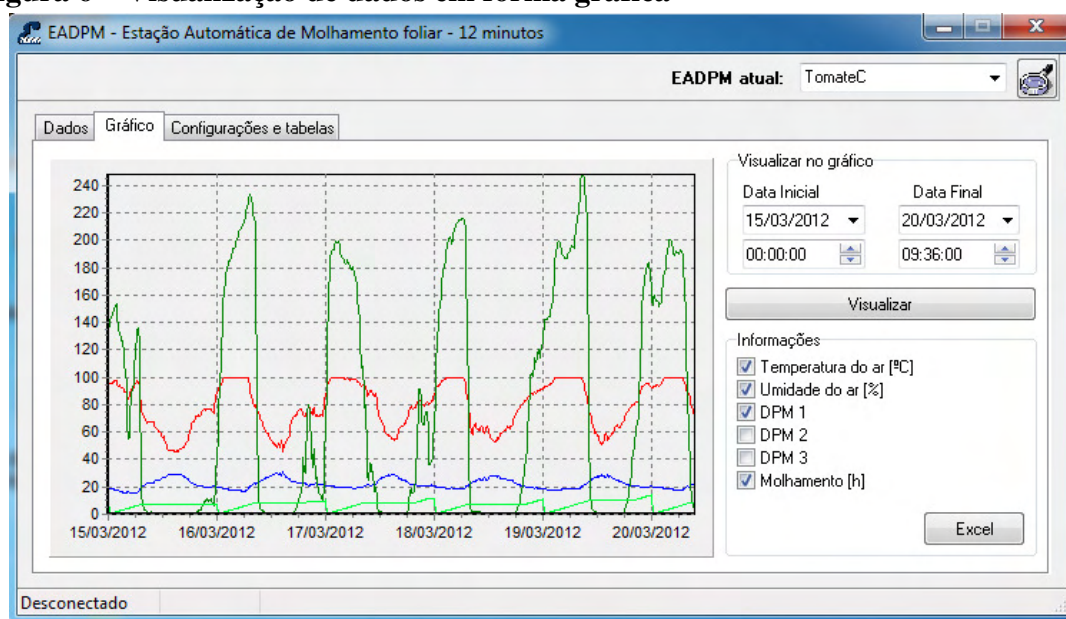 gura 6 – Visualização de dados em forma gráfica
EADPM - Estação Automática de Molhamento foliar - 12 minutos
EADPM atual: TomateC
Dados Gráfico Configurações e tabelas
Visualizar no gráfico
Data Inicial Data Final
15/03/2012 20/03/2012
00:00:00 09:36:00
Visualizar
Informações
Temperatura do ar [ºC]
Umidade do ar [%]
DPM 1
DPM 2
DPM 3
Molhamento [h]
Excel
240
220
200
180
160
140
120
100
80
60
40
20
0
15/03/2012 16/03/2012 17/03/2012 18/03/2012 19/03/2012 20/03/2012
Desconectado